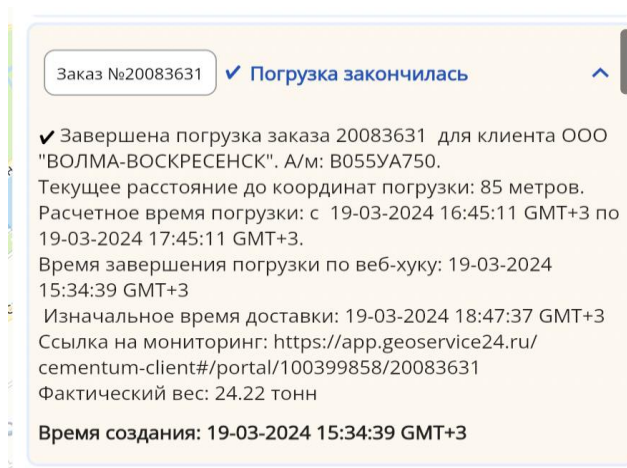 Заказ №20083631 ✓ Погрузка закончилась
✔ Завершена погрузка заказа 20083631 для клиента ООО
"ВОЛМА-ВОСКРЕСЕНСК". А/м: В055УА750.
Текущее расстояние до координат погрузки: 85 метров.
Расчетное время погрузки: с 19-03-2024 16:45:11 GMT+3 по
19-03-2024 17:45:11 GMT+3.
Время завершения погрузки по веб-хуку: 19-03-2024
15:34:39 GMT+3
Изначальное время доставки: 19-03-2024 18:47:37 GMT+3
Ссылка на мониторинг: https://app.geoservice24.ru/
cementum-client#/portal/100399858/20083631
Фактический вес: 24.22 тонн
Время создания: 19-03-2024 15:34:39 GMT+3